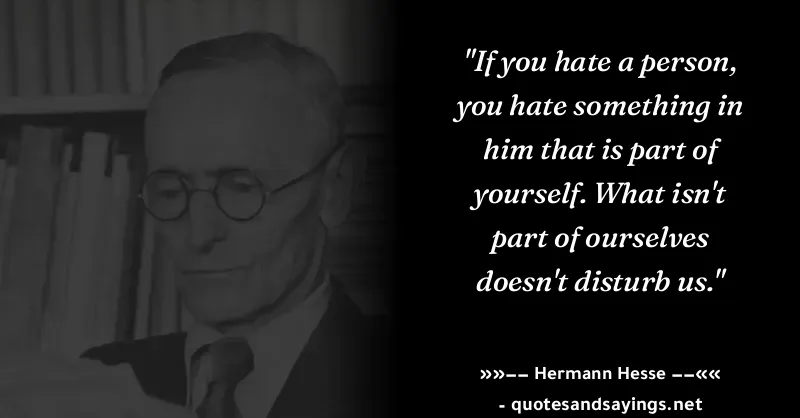 "If you hate a person,
you hate something in
him that is part of
yourself. What isn't
part of ourselves
doesn't disturb us."
»»−− Hermann Hesse −−««
- quotesandsayings.net